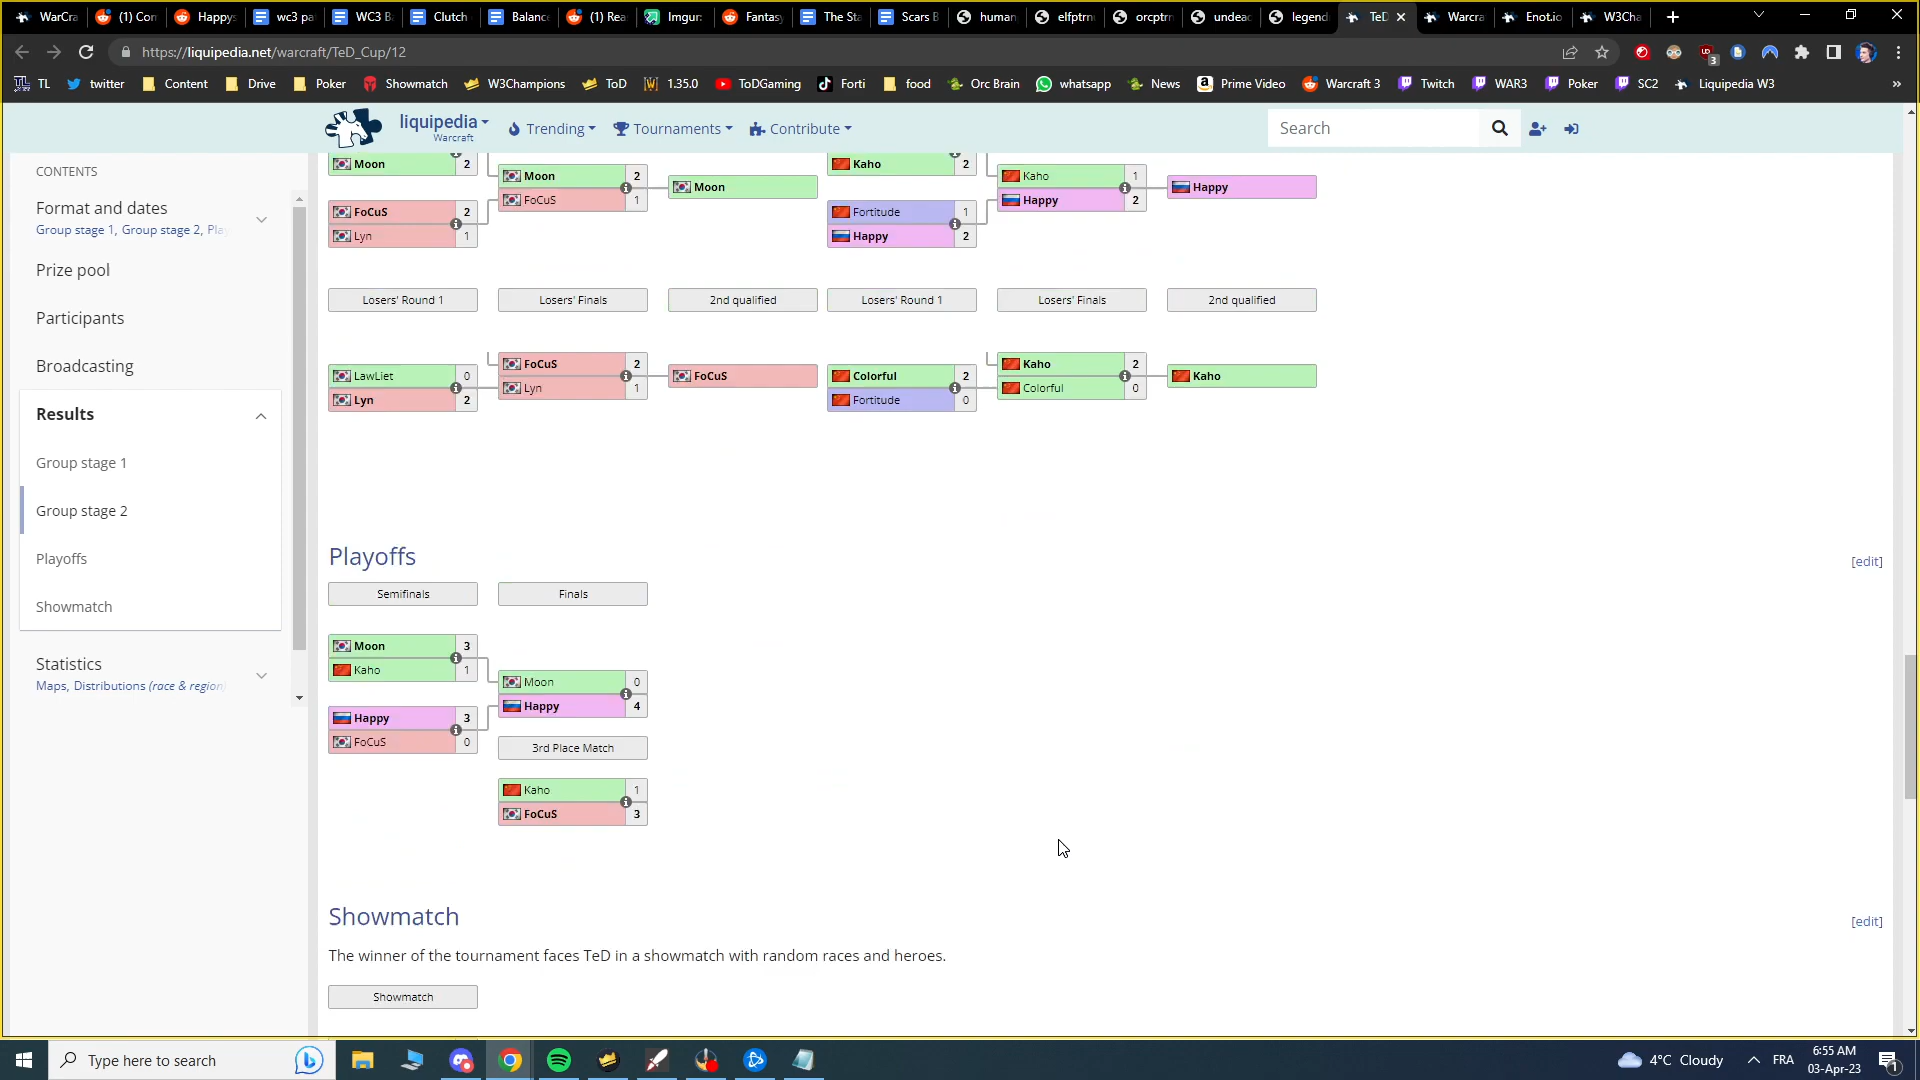 WarCra
(1) Con
Happys
wc3 pa
WC3 B
Clutch
Balance
(1) Rea
Imgur:
Fantasy
The Sta
Scars B
human
elfptrn
orcptrn
undead
legend
TeD
Warcra
Enot.io
W3Cha
https://liquipedia.net/warcraft/TeD_Cup/12
3
TL
twitter
Content
Drive
Poker
Showmatch
W3Champions
ToD
1.35.0
ToDGaming
Forti
food
Orc Brain
whatsapp
News
Prime Video
Warcraft 3
Twitch
WAR3
Poker
SC2
Liquipedia W3
»
liquipedia
Warcraft
Trending
Tournaments
Contribute
Search
CONTENTS
Format and dates
Group stage 1, Group stage 2, Pla
Prize pool
Participants
Broadcasting
Results
Group stage 1
Group stage 2
Playoffs
Showmatch
Statistics
Maps, Distributions (race & region)
Moon 2
FoCuS 2
Lyn 1
Moon 2
FoCuS 1
Moon
Kaho 2
Fortitude 1
Happy 2
Kaho 1
Happy 2
Happy
Losers' Round 1
Losers' Finals
2nd qualified
Losers' Round 1
Losers' Finals
2nd qualified
LawLiet 0
Lyn 2
FoCuS 2
Lyn 1
FoCuS
Colorful 2
Fortitude 0
Kaho 2
Colorful 0
Kaho
Playoffs
[edit]
Semifinals
Finals
Moon 3
Kaho 1
Happy 3
FoCuS 0
Moon 0
Happy 4
3rd Place Match
Kaho 1
FoCuS 3
Showmatch
[edit]
The winner of the tournament faces TeD in a showmatch with random races and heroes.
Showmatch
Type here to search
4°C Cloudy
FRA
6:55 AM
03-Apr-23
1